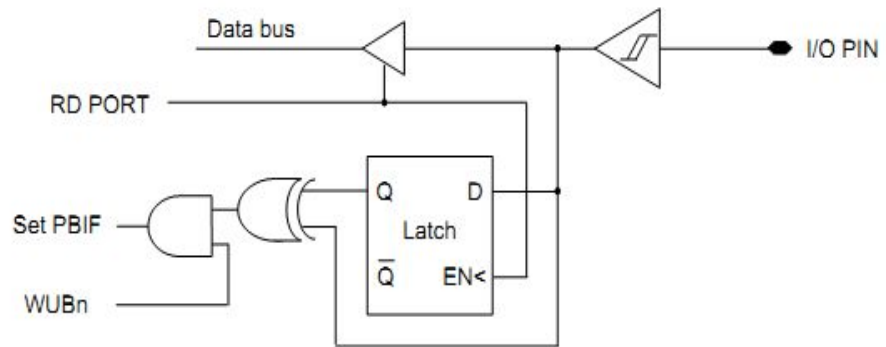 Data bus
I/O PIN
RD PORT
Q D
Set PBIF
Latch
Q̅ EN<
WUBn